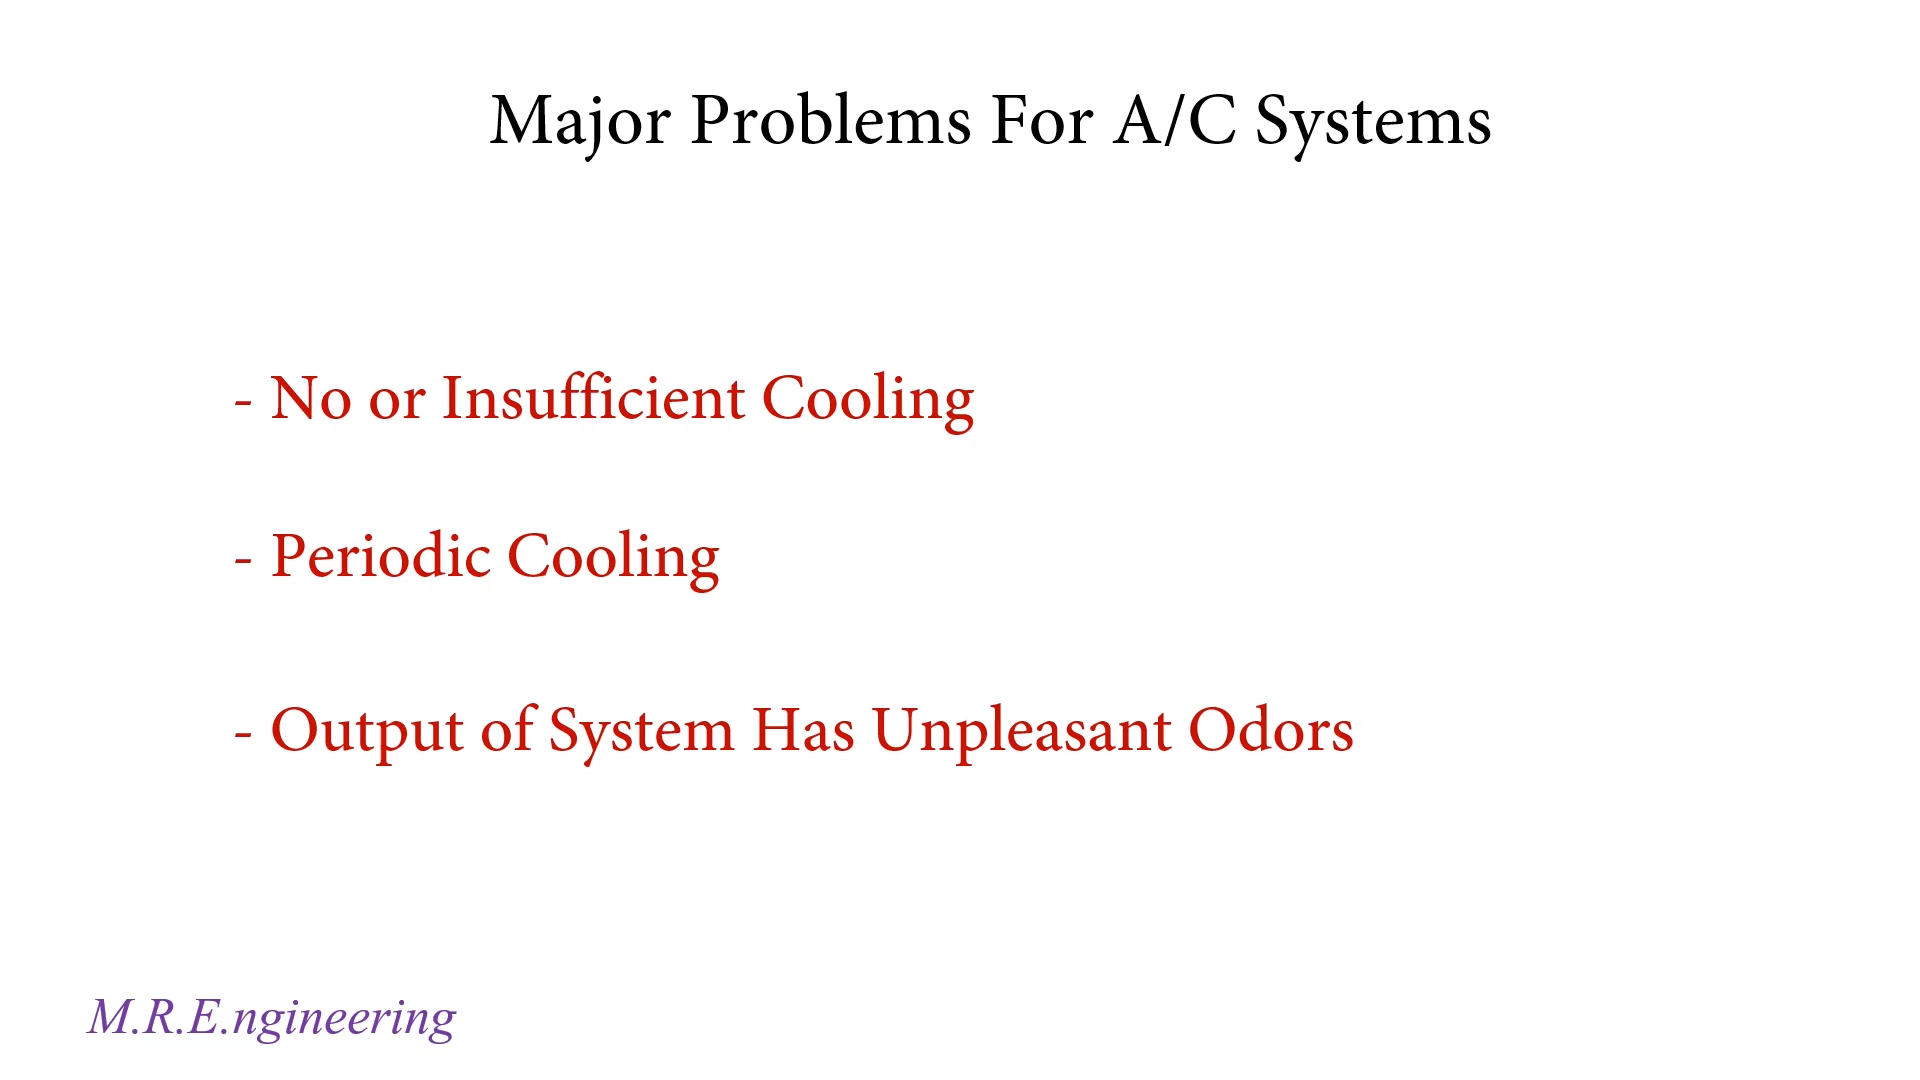 Major Problems For A/C Systems
- No or Insufficient Cooling
- Periodic Cooling
- Output of System Has Unpleasant Odors
M.R.E.ngineering